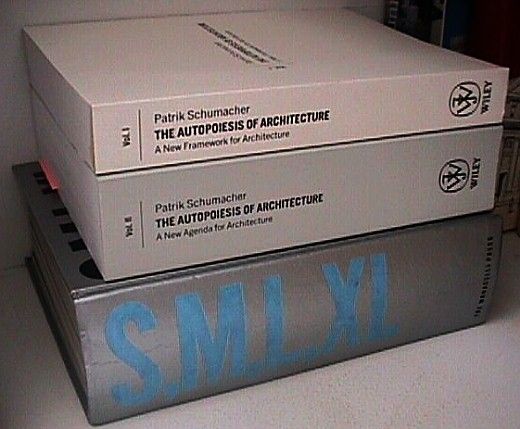 Vol. I
Patrik Schumacher
THE AUTOPOIESIS OF ARCHITECTURE
A New Framework for Architecture
WILEY
Vol. II
Patrik Schumacher
THE AUTOPOIESIS OF ARCHITECTURE
A New Agenda for Architecture
WILEY
S,M,L,XL
THE MONACELLI PRESS